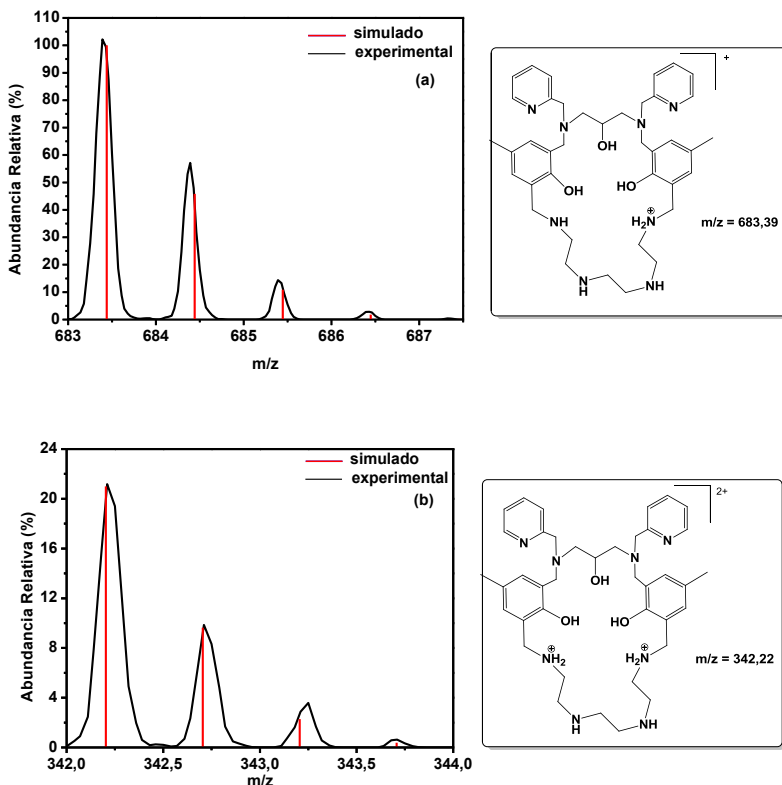 simulado
experimental
(a)
Abundancia Relativa (%)
110
100
90
80
70
60
50
40
30
20
10
0
683
684
685
686
687
m/z
+
N
N
N
N
OH
OH
HO
NH
H2N
⊕
N
H
NH
m/z = 683,39
simulado
experimental
(b)
Abundancia Relativa (%)
24
20
16
12
8
4
0
342,0
342,5
343,0
343,5
344,0
m/z
2+
N
N
N
N
OH
OH
HO
⊕
NH2
H2N
⊕
N
H
NH
m/z = 342,22